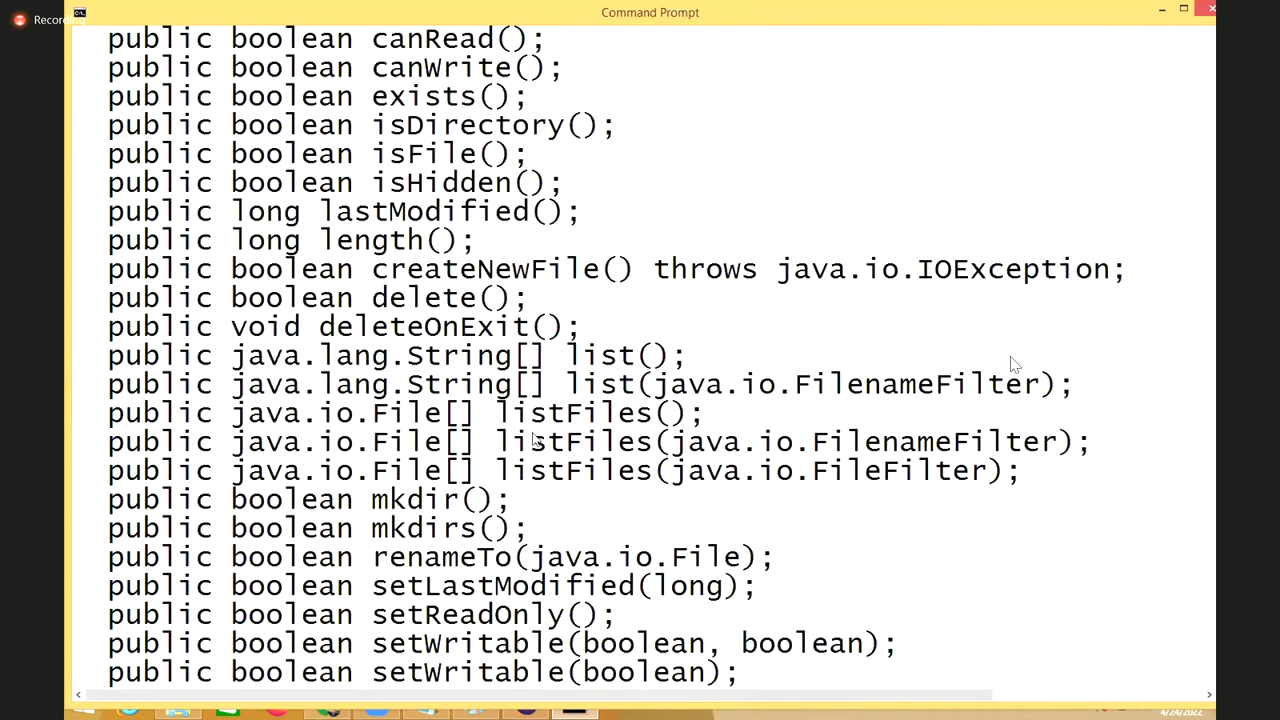 Recording
Command Prompt
public boolean canRead();
public boolean canWrite();
public boolean exists();
public boolean isDirectory();
public boolean isFile();
public boolean isHidden();
public long lastModified();
public long length();
public boolean createNewFile() throws java.io.IOException;
public boolean delete();
public void deleteOnExit();
public java.lang.String[] list();
public java.lang.String[] list(java.io.FilenameFilter);
public java.io.File[] listFiles();
public java.io.File[] listFiles(java.io.FilenameFilter);
public java.io.File[] listFiles(java.io.FileFilter);
public boolean mkdir();
public boolean mkdirs();
public boolean renameTo(java.io.File);
public boolean setLastModified(long);
public boolean setReadOnly();
public boolean setWritable(boolean, boolean);
public boolean setWritable(boolean);
4/24/2022